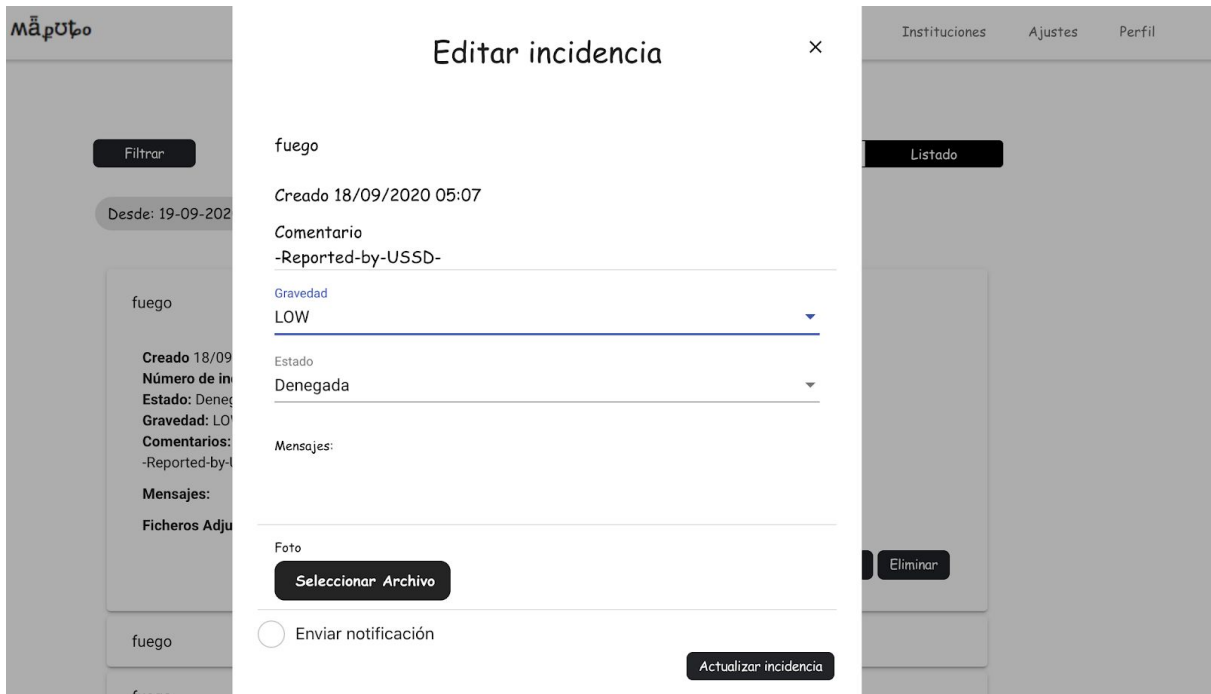 Mäputo
Instituciones Ajustes Perfil
Editar incidencia
Filtrar
Listado
Desde: 19-09-202
fuego
Creado 18/09/2020 05:07
Comentario
-Reported-by-USSD-
Gravedad
LOW
Estado
Denegada
Mensajes:
Foto
Seleccionar Archivo
Enviar notificación
Actualizar incidencia
fuego
Creado 18/09
Número de in
Estado: Deneg
Gravedad: LO
Comentarios:
-Reported-by-
Mensajes:
Ficheros Adju
Eliminar
fuego